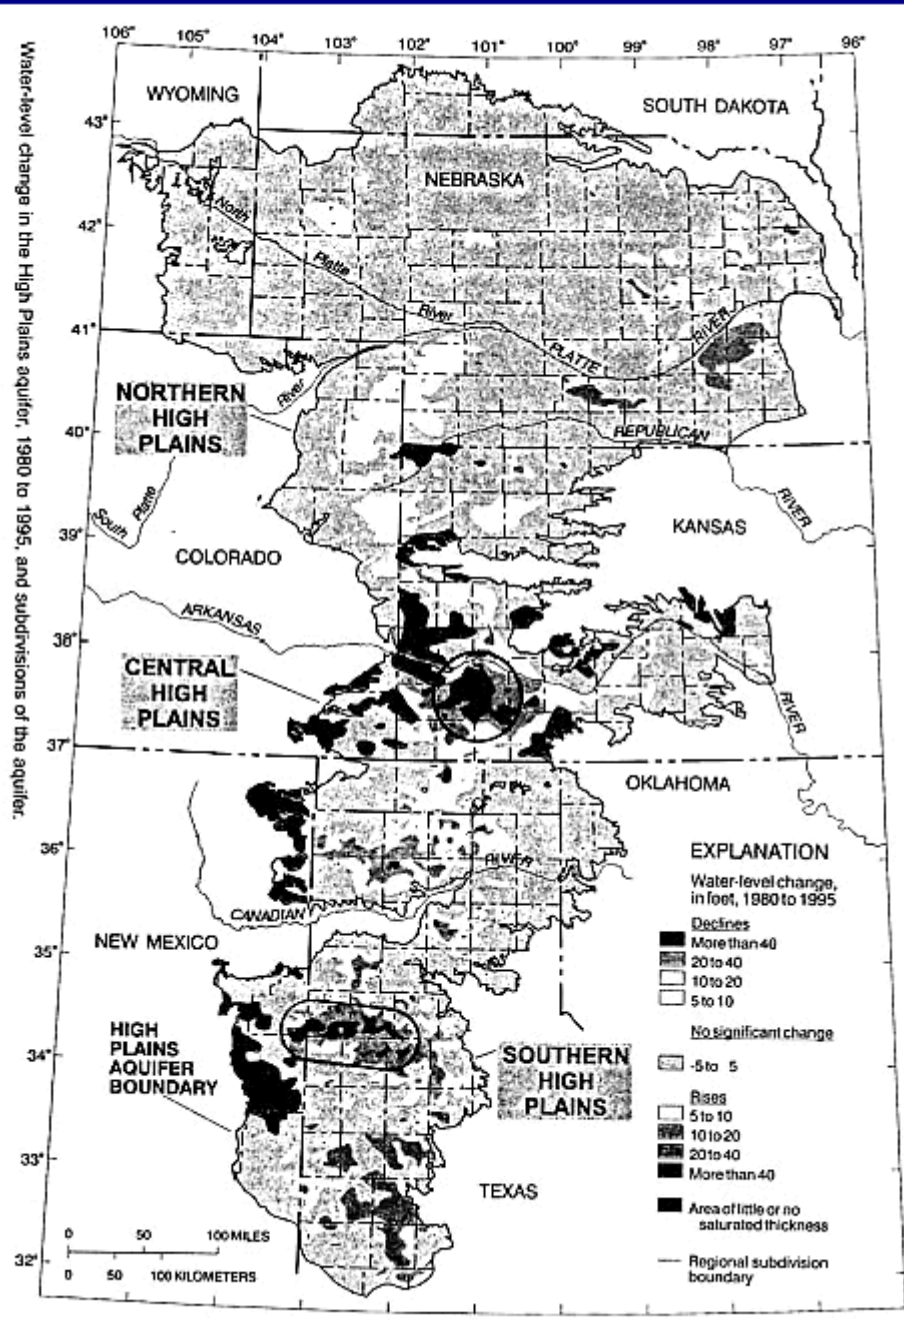 Water-level change in the High Plains aquifer, 1980 to 1995, and subdivisions of the aquifer.
106° 105° 104° 103° 102° 101° 100° 99° 98° 97° 96°
WYOMING
SOUTH DAKOTA
43°
NEBRASKA
42°
North
Platte
River
41°
PLATTE
RIVER
River
NORTHERN
HIGH
PLAINS
40°
REPUBLICAN
RIVER
South Platte
39°
KANSAS
COLORADO
ARKANSAS
38°
CENTRAL
HIGH
PLAINS
RIVER
37°
OKLAHOMA
36°
RIVER
CANADIAN
35°
NEW MEXICO
HIGH
PLAINS
AQUIFER
BOUNDARY
34°
SOUTHERN
HIGH
PLAINS
33°
TEXAS
32°
0 50 100 MILES
0 50 100 KILOMETERS
EXPLANATION
Water-level change,
in feet, 1980 to 1995
Declines
More than 40
20 to 40
10 to 20
5 to 10
No significant change
-5 to 5
Rises
5 to 10
10 to 20
20 to 40
More than 40
Area of little or no
saturated thickness
Regional subdivision
boundary